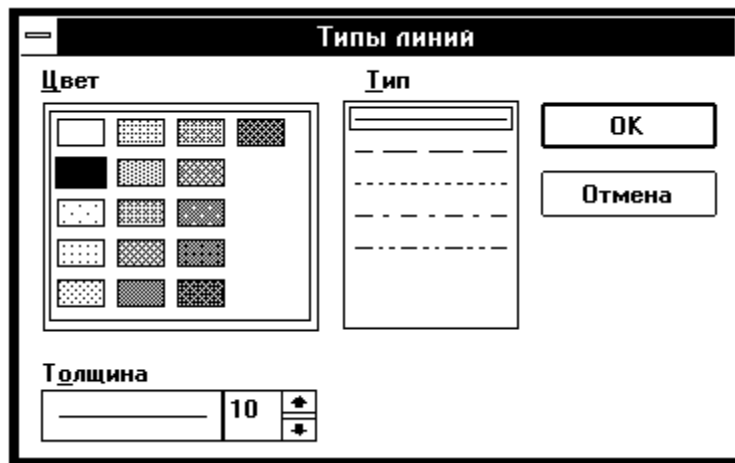 Типы линий
Цвет
Тип
OK
Отмена
Толщина
10